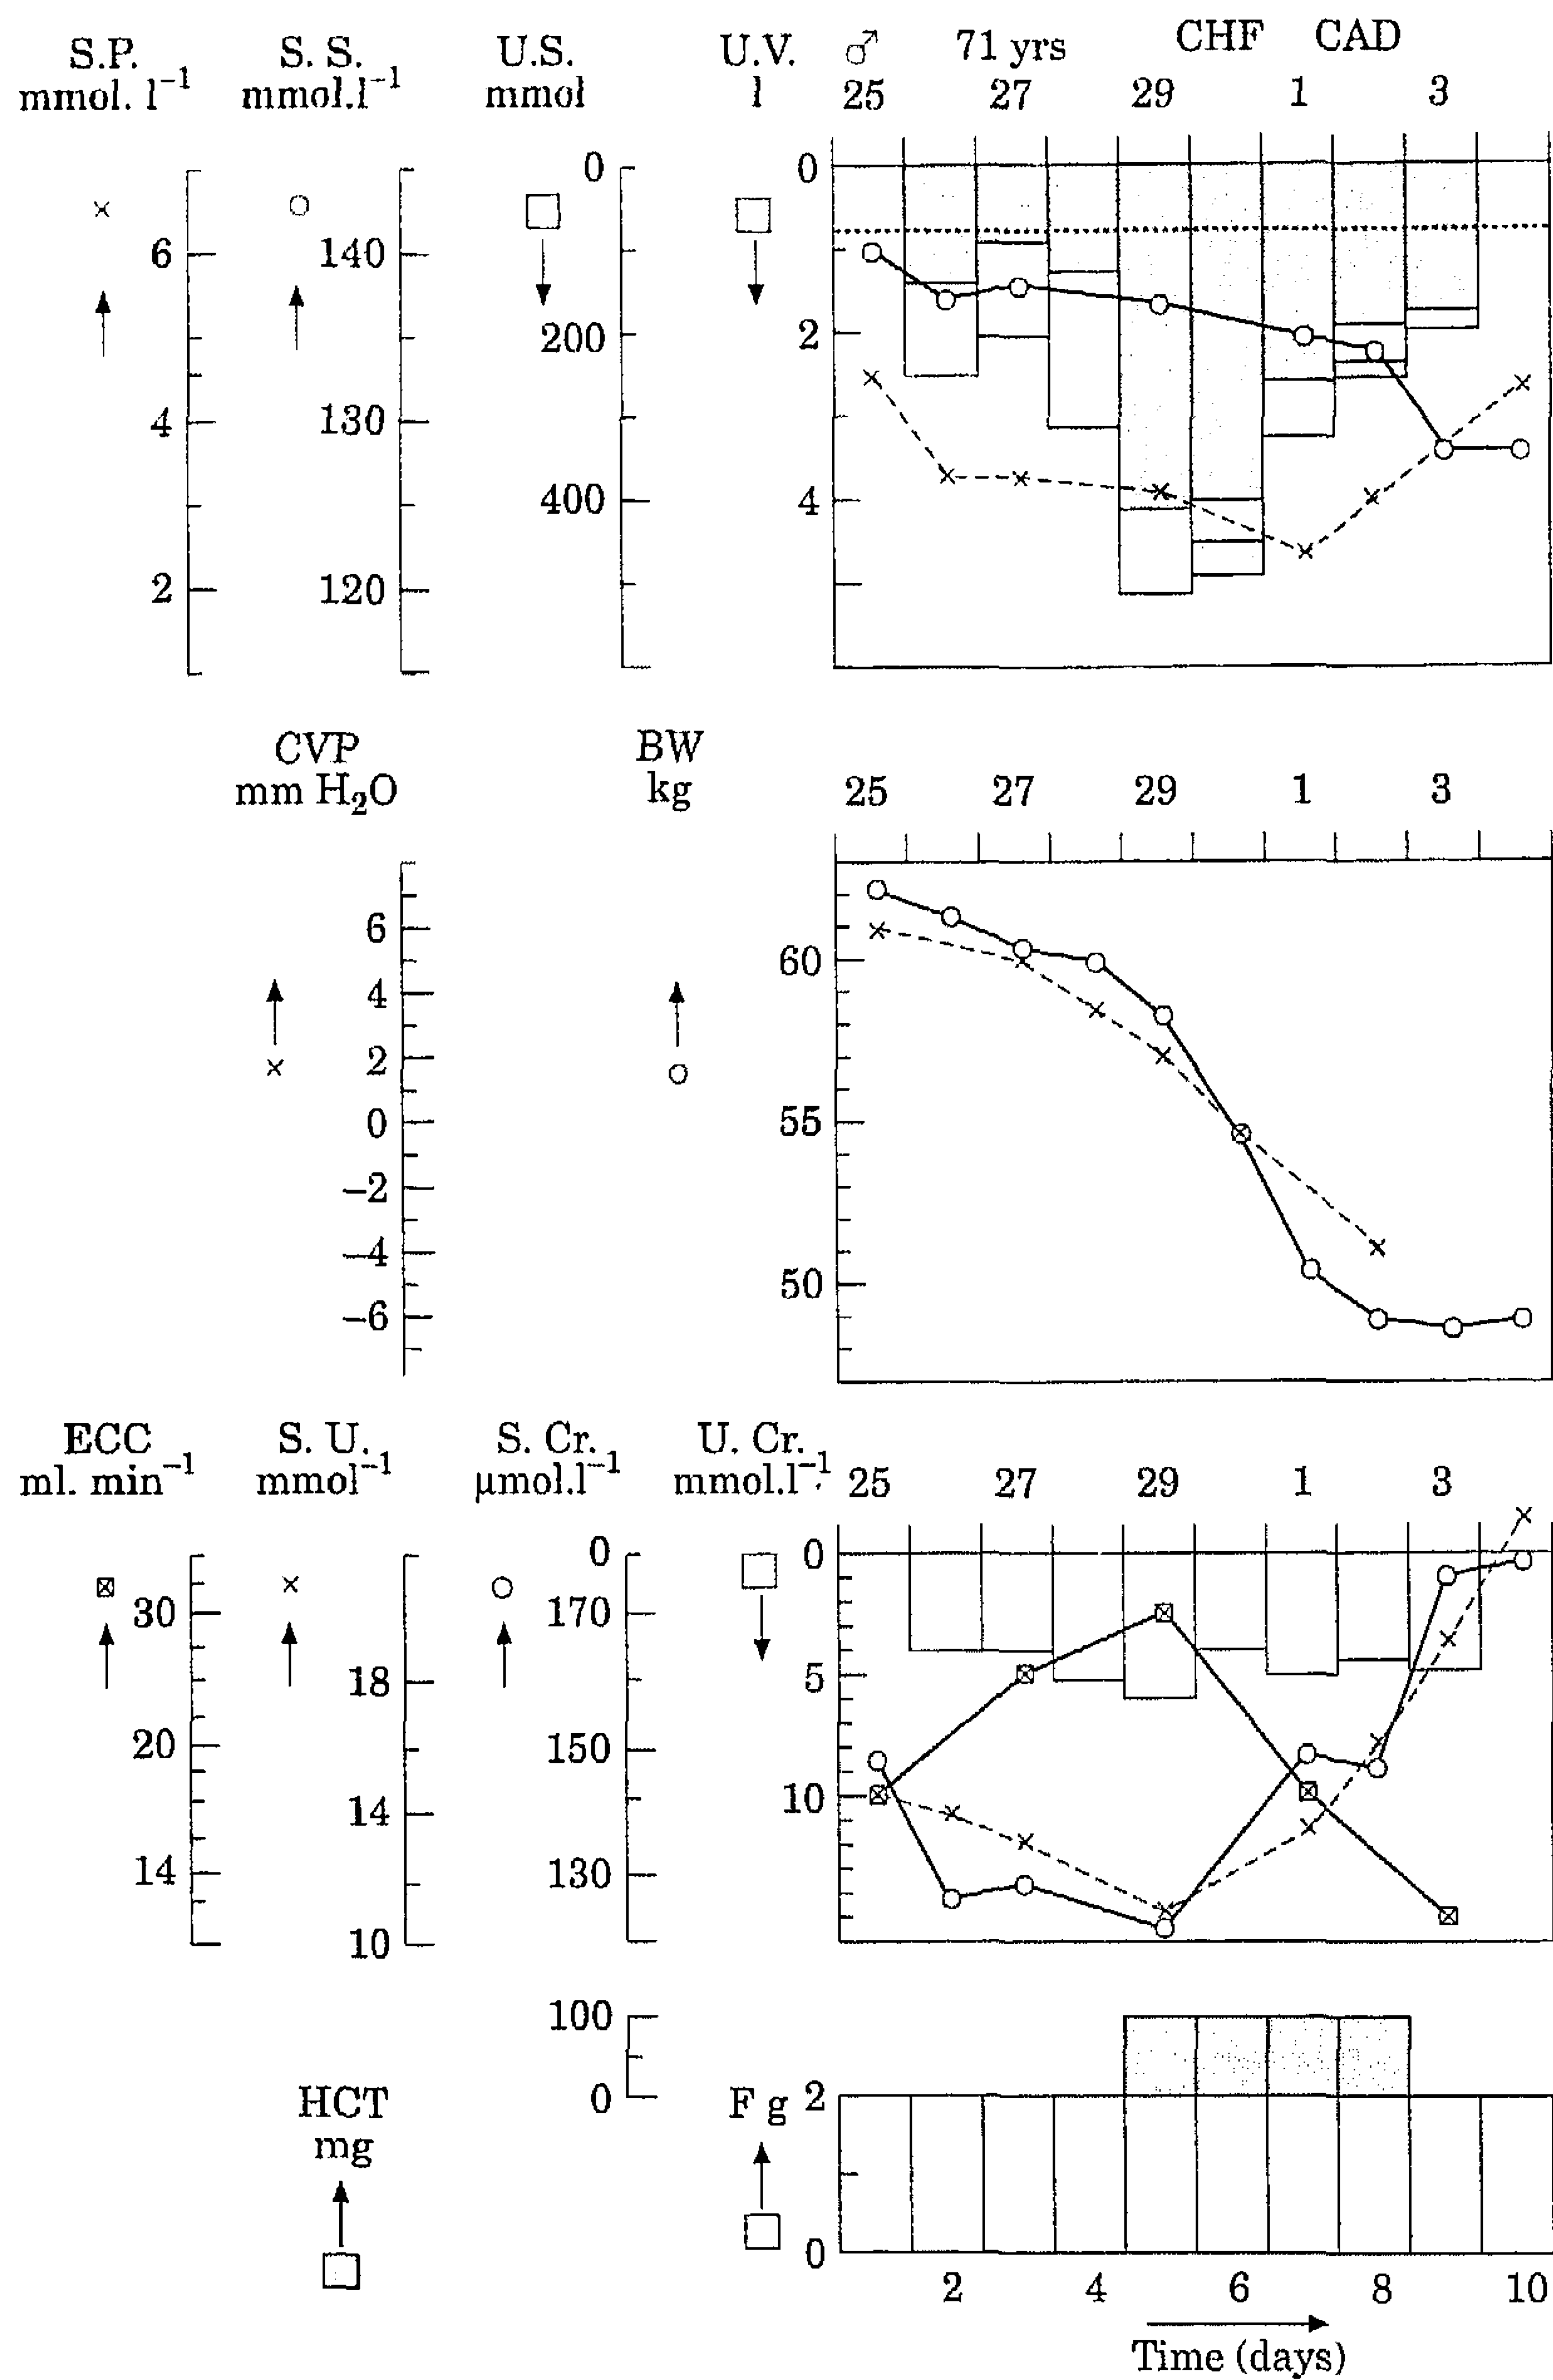 S.P. S. S. U.S. U.V. ♂ 71 yrs CHF CAD
mmol. l⁻¹ mmol.l⁻¹ mmol l 25 27 29 1 3
0 0
× 6 ○ 140
200 2
4 130
400 4
2 120
CVP BW
mm H₂O kg 25 27 29 1 3
6 60
4
2
0 55
−2
−4 50
−6
ECC S. U. S. Cr. U. Cr.
ml. min⁻¹ mmol⁻¹ μmol.l⁻¹ mmol.l⁻¹ 25 27 29 1 3
0 0
30 170
18 5
20 150
14 10
14 130
10
100
0 F g 2
HCT
mg
0
2 4 6 8 10
Time (days)